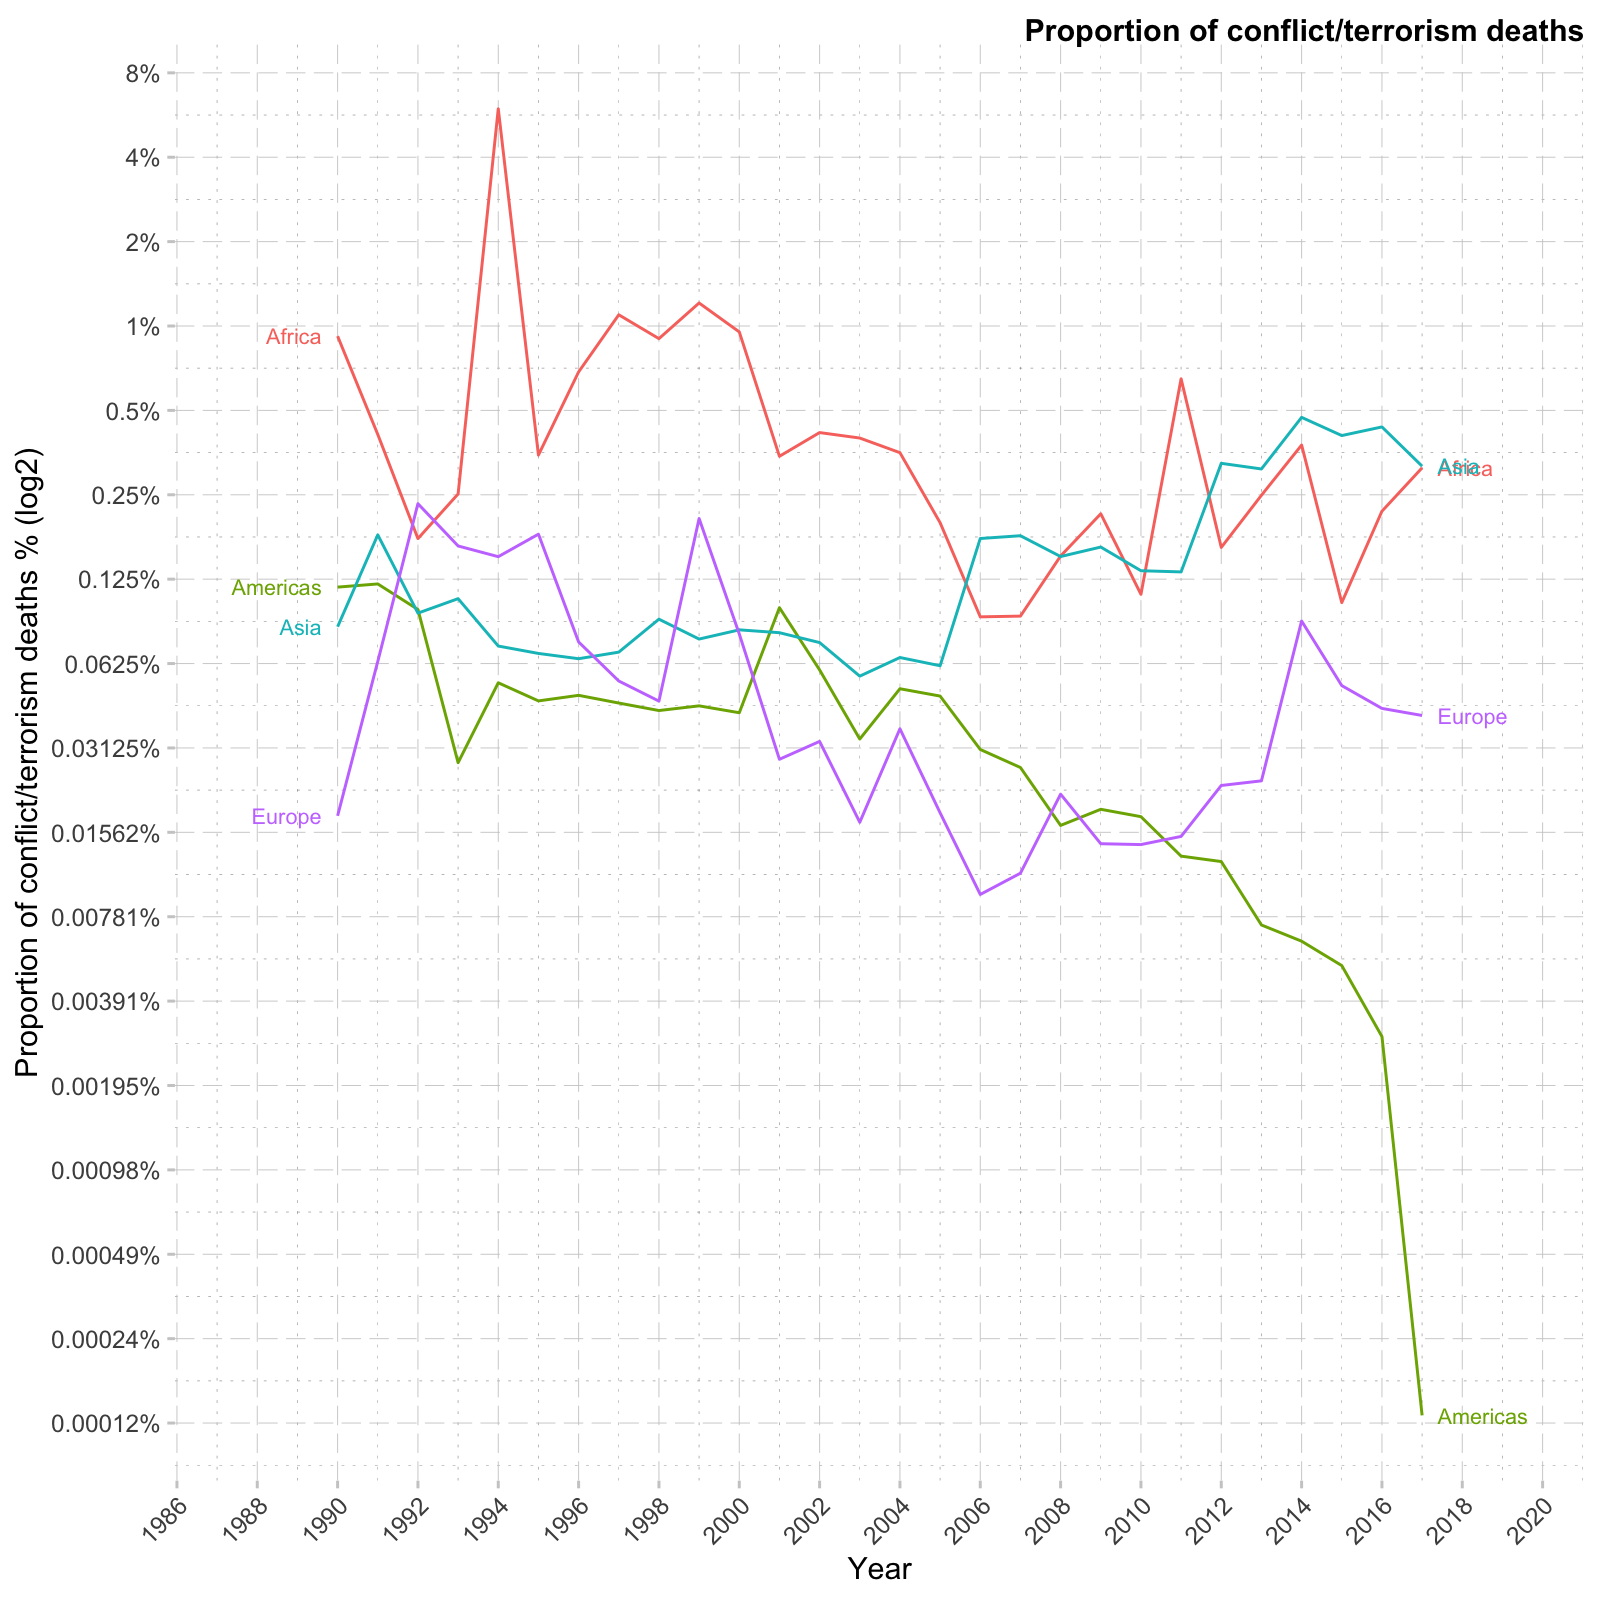 Proportion of conflict/terrorism deaths
Proportion of conflict/terrorism deaths % (log2)
8%
4%
2%
1%
0.5%
0.25%
0.125%
0.0625%
0.03125%
0.01562%
0.00781%
0.00391%
0.00195%
0.00098%
0.00049%
0.00024%
0.00012%
Africa
Americas
Asia
Europe
Asia
Africa
Europe
Americas
1986 1988 1990 1992 1994 1996 1998 2000 2002 2004 2006 2008 2010 2012 2014 2016 2018 2020
Year